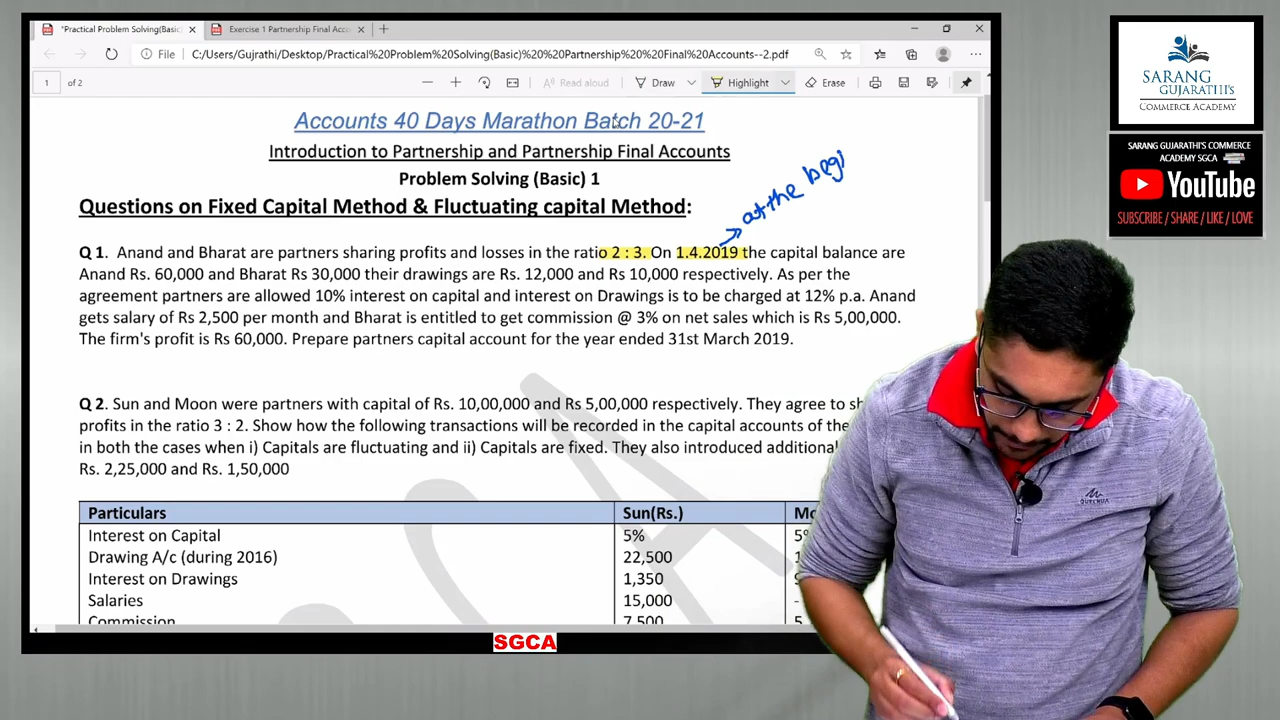 *Practical Problem Solving(Basic)
Exercise 1 Partnership Final Acco
File
C:/Users/Gujrathi/Desktop/Practical%20Problem%20Solving(Basic)%20%20Partnership%20%20Final%20Accounts--2.pdf
1 of 2
Read aloud
Draw
Highlight
Erase
Accounts 40 Days Marathon Batch 20-21
Introduction to Partnership and Partnership Final Accounts
Problem Solving (Basic) 1
at the begi
Questions on Fixed Capital Method & Fluctuating capital Method:
Q 1. Anand and Bharat are partners sharing profits and losses in the ratio 2 : 3. On 1.4.2019 the capital balance are
Anand Rs. 60,000 and Bharat Rs 30,000 their drawings are Rs. 12,000 and Rs 10,000 respectively. As per the
agreement partners are allowed 10% interest on capital and interest on Drawings is to be charged at 12% p.a. Anand
gets salary of Rs 2,500 per month and Bharat is entitled to get commission @ 3% on net sales which is Rs 5,00,000.
The firm's profit is Rs 60,000. Prepare partners capital account for the year ended 31st March 2019.
Q 2. Sun and Moon were partners with capital of Rs. 10,00,000 and Rs 5,00,000 respectively. They agree to sh
profits in the ratio 3 : 2. Show how the following transactions will be recorded in the capital accounts of the
in both the cases when i) Capitals are fluctuating and ii) Capitals are fixed. They also introduced additional
Rs. 2,25,000 and Rs. 1,50,000
Particulars Sun(Rs.) Mo
Interest on Capital 5% 5%
Drawing A/c (during 2016) 22,500 1
Interest on Drawings 1,350 9
Salaries 15,000 -
Commission 7,500 5
SGCA
SARANG
GUJARATHI'S
COMMERCE ACADEMY
SARANG GUJARATHI'S COMMERCE
ACADEMY SGCA
YouTube
SUBSCRIBE / SHARE / LIKE / LOVE
QUECHUA